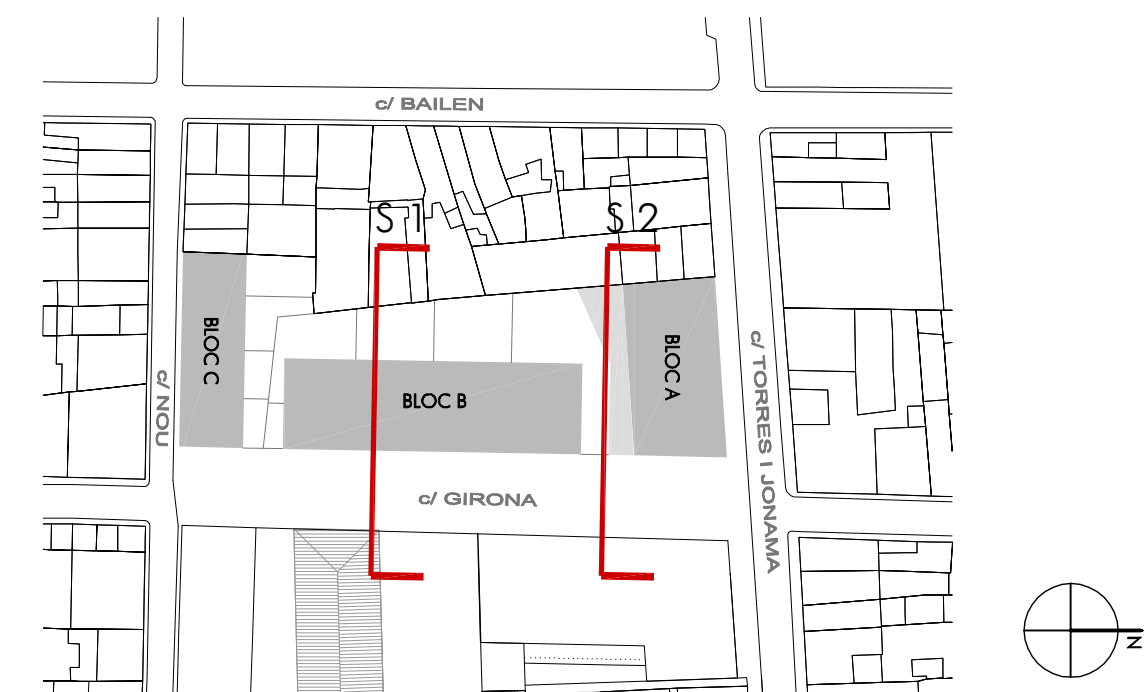 c/ BAILEN
S 1
S 2
BLOC C
BLOC B
BLOC A
c/ NOU
c/ TORRES I JONAMA
c/ GIRONA
N